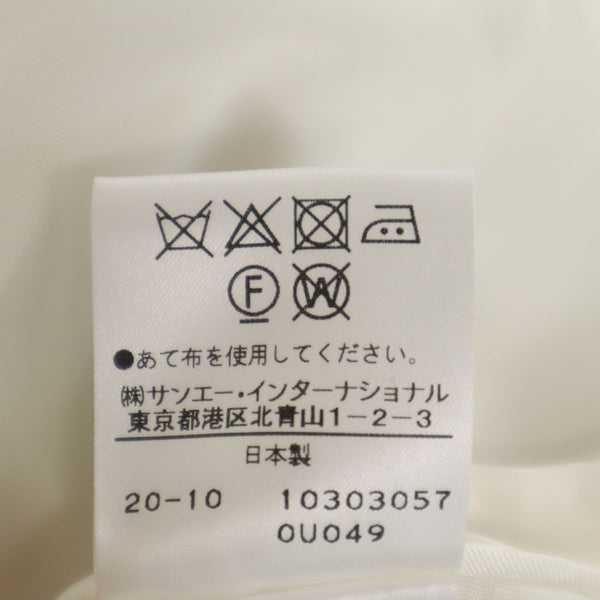 F W
●あて布を使用してください。
㈱サンエー・インターナショナル
東京都港区北青山1-2-3
日本製
20-10 10303057
0U049